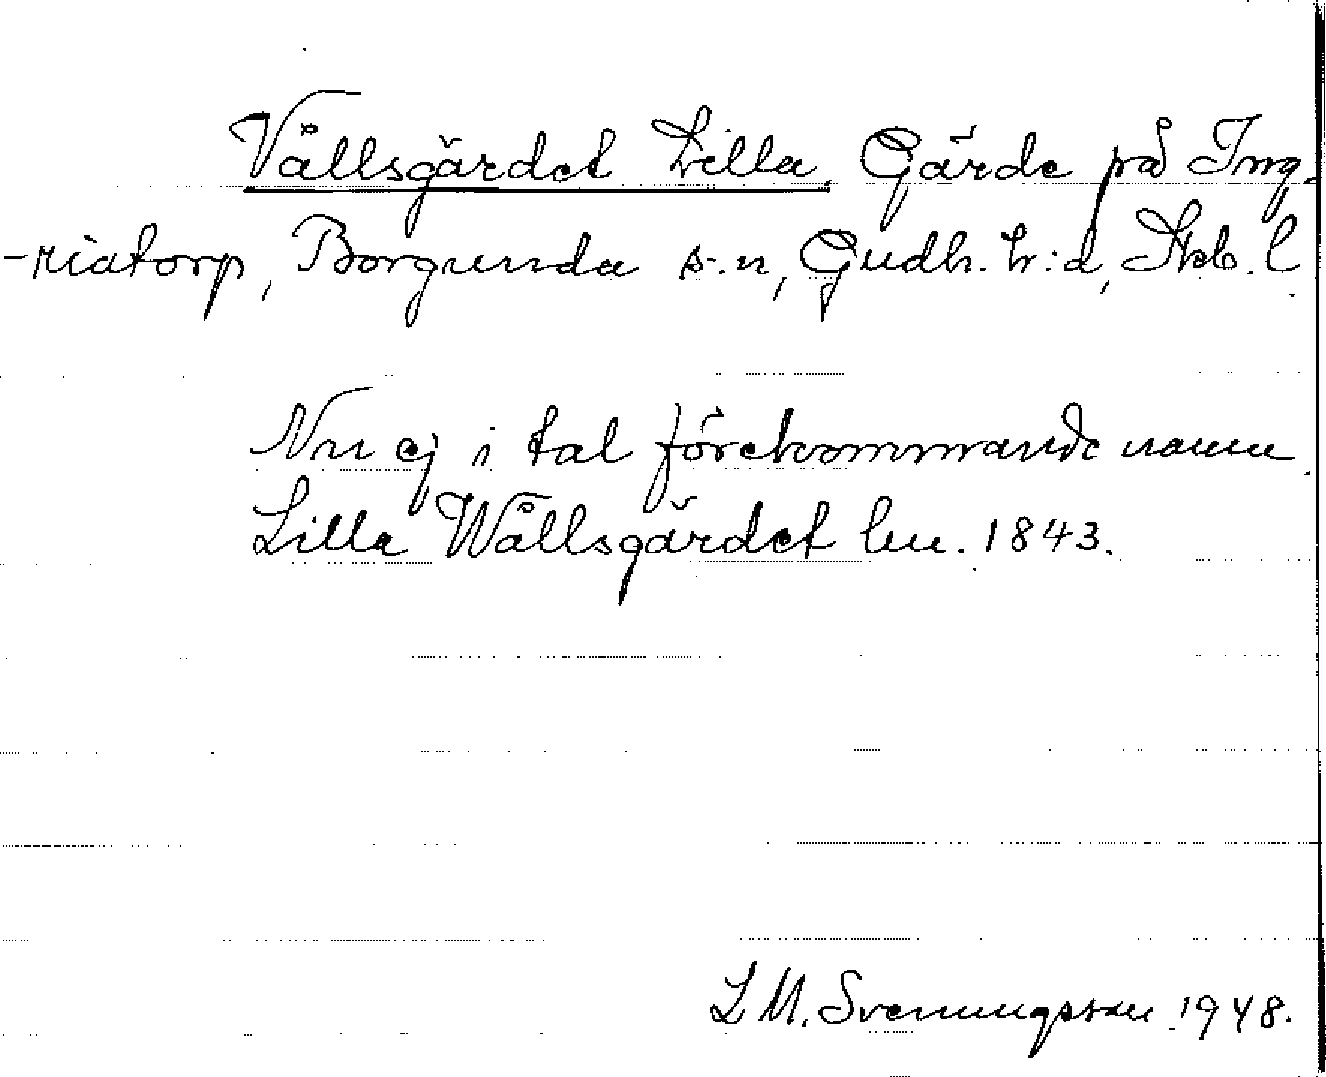 Vållsgärdet Lilla, Gärde på Ing-
-riatorp, Borgunda s-n, Gudh. h:d, Skb. l
Nu ej i tal förekommande namn.
Lilla Wållsgärdet lm. 1843.
L M. Svenungsson 1948.